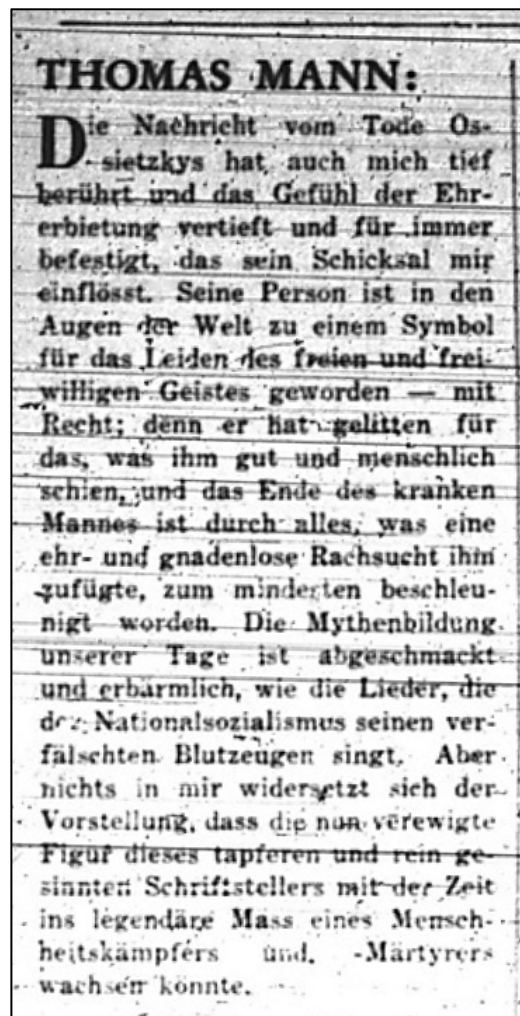 THOMAS MANN:
Die Nachricht vom Tode Os-
sietzkys hat auch mich tief
berührt und das Gefühl der Ehr-
erbietung vertieft und für immer
befestigt, das sein Schicksal mir
einflösst. Seine Person ist in den
Augen der Welt zu einem Symbol
für das Leiden des freien und frei-
willigen Geistes geworden — mit
Recht; denn er hat gelitten für
das, was ihm gut und menschlich
schien, und das Ende des kranken
Mannes ist durch alles, was eine
ehr- und gnadenlose Rachsucht ihm
zufügte, zum mindesten beschleu-
nigt worden. Die Mythenbildung
unserer Tage ist abgeschmackt
und erbärmlich, wie die Lieder, die
der Nationalsozialismus seinen ver-
fälschten Blutzeugen singt. Aber
nichts in mir widersetzt sich der
Vorstellung, dass die nun verewigte
Figur dieses tapferen und rein ge-
sinnten Schriftstellers mit der Zeit
ins legendäre Mass eines Mensch-
heitskämpfers und -Märtyrers
wachsen könnte.